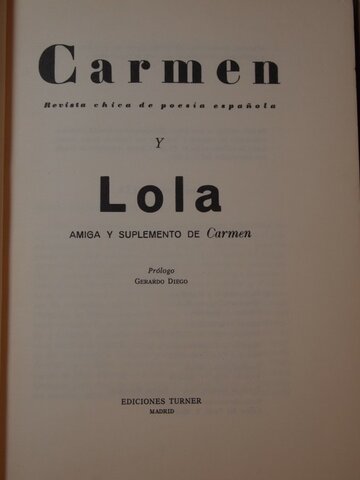 Carmen
Revista chica de poesía española
Y
Lola
AMIGA Y SUPLEMENTO DE Carmen
Prólogo
GERARDO DIEGO
EDICIONES TURNER
MADRID